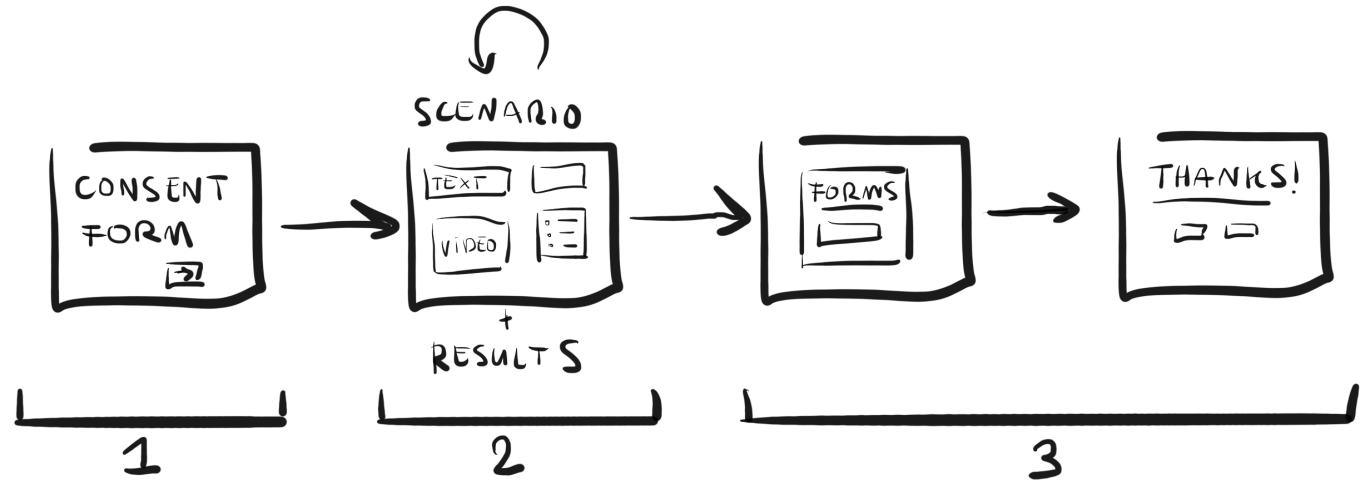 SCENARIO
CONSENT
FORM
TEXT
VIDEO
+
RESULTS
FORMS
THANKS!
1
2
3